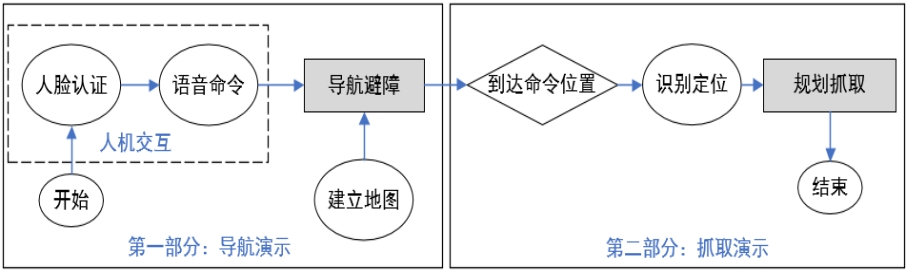 人脸认证
语音命令
人机交互
开始
导航避障
建立地图
第一部分：导航演示
到达命令位置
识别定位
规划抓取
结束
第二部分：抓取演示